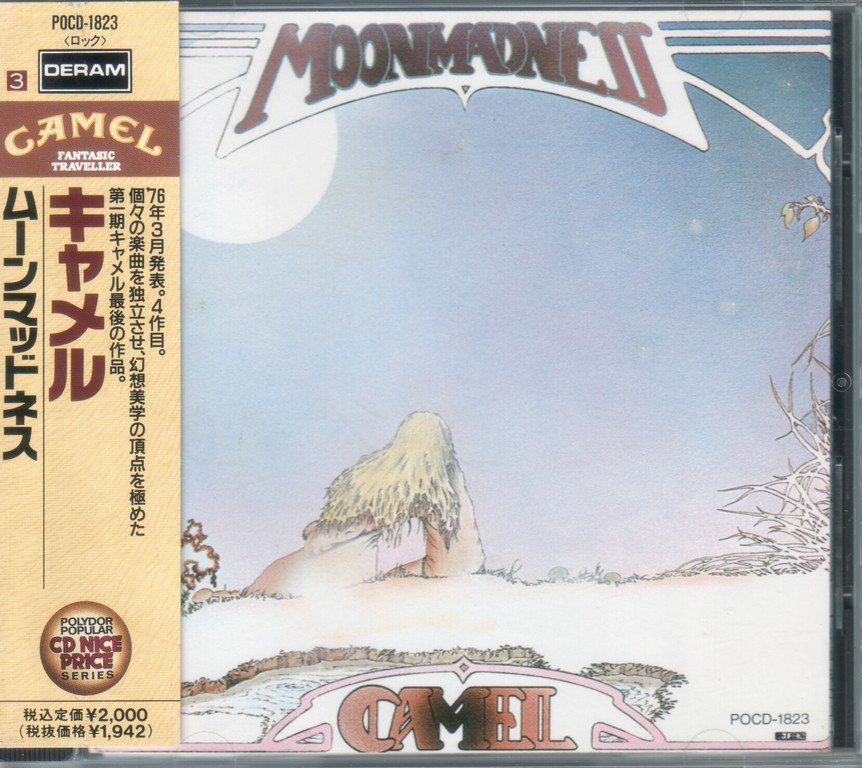 POCD-1823
〈ロック〉
3
DERAM
CAMEL
FANTASIC
TRAVELLER
'76年3月発表。4作目。
個々の楽曲を独立させ、幻想美学の頂点を極めた
第一期キャメル最後の作品。
キャメル
ムーンマッドネス
POLYDOR
POPULAR
CD NICE
PRICE
SERIES
税込定価¥2,000
(税抜価格¥1,942)
MOONMADNESS
CAMEL
POCD-1823